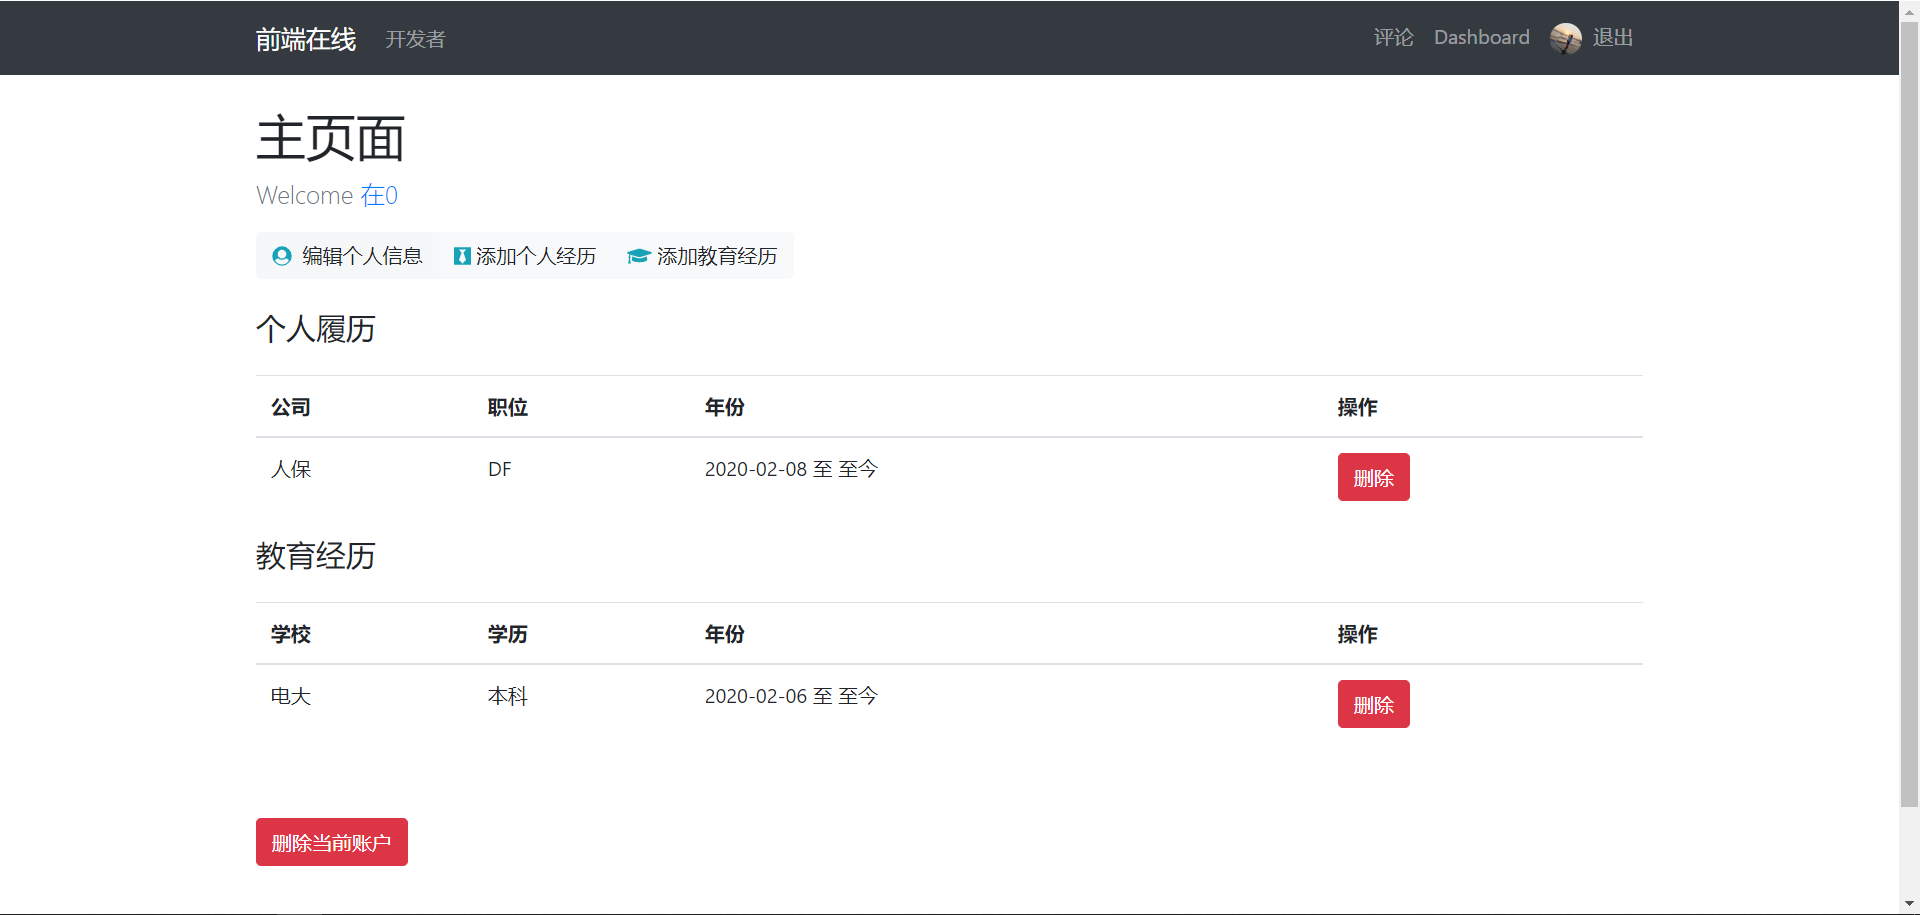 前端在线 开发者 评论 Dashboard 退出
主页面
Welcome 在0
编辑个人信息 添加个人经历 添加教育经历
个人履历
公司 职位 年份 操作
人保 DF 2020-02-08 至 至今 删除
教育经历
学校 学历 年份 操作
电大 本科 2020-02-06 至 至今 删除
删除当前账户